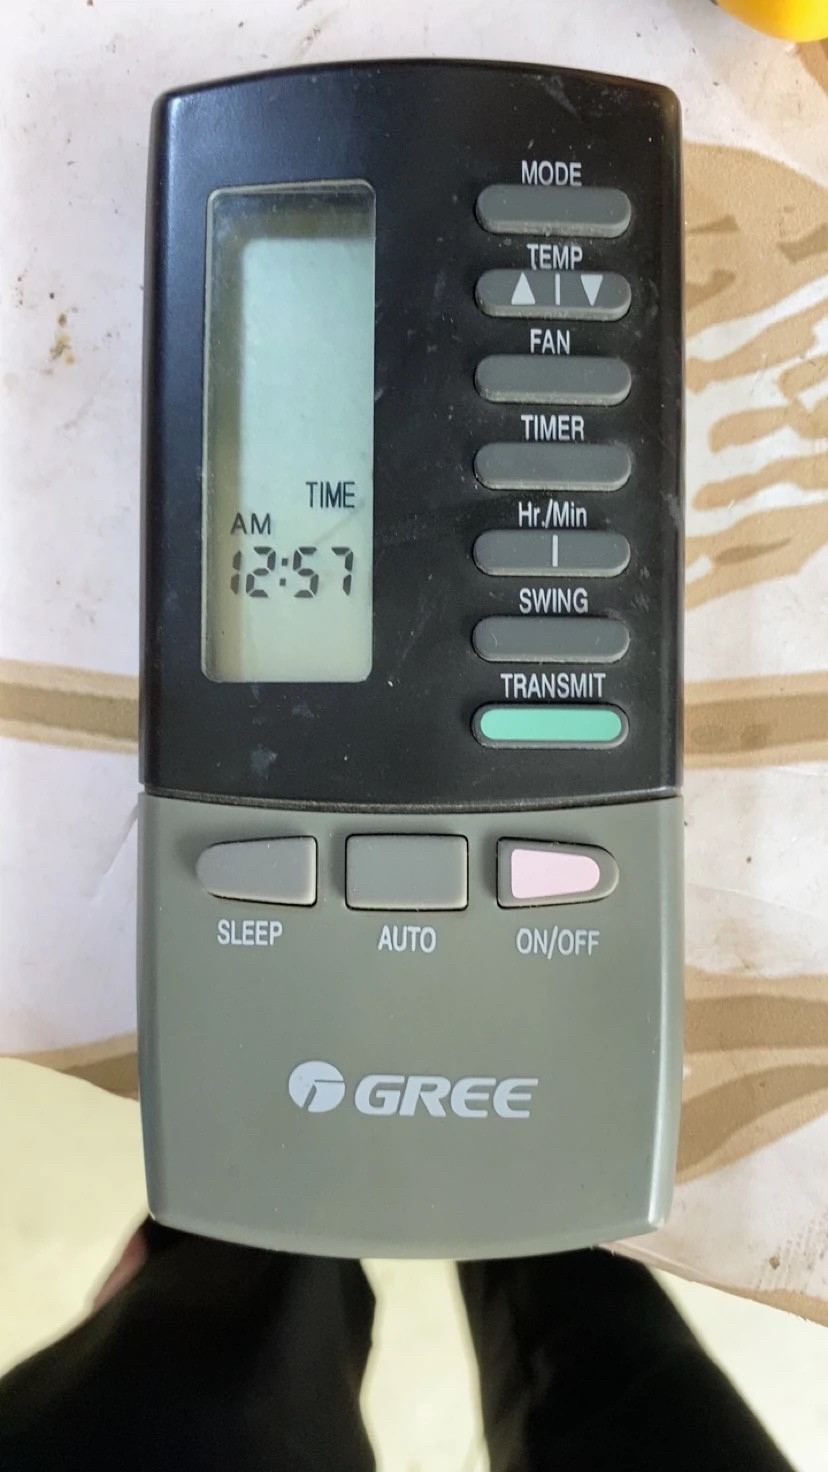 MODE
TEMP
FAN
TIMER
TIME
AM
12:57
Hr./Min
SWING
TRANSMIT
SLEEP
AUTO
ON/OFF
GREE